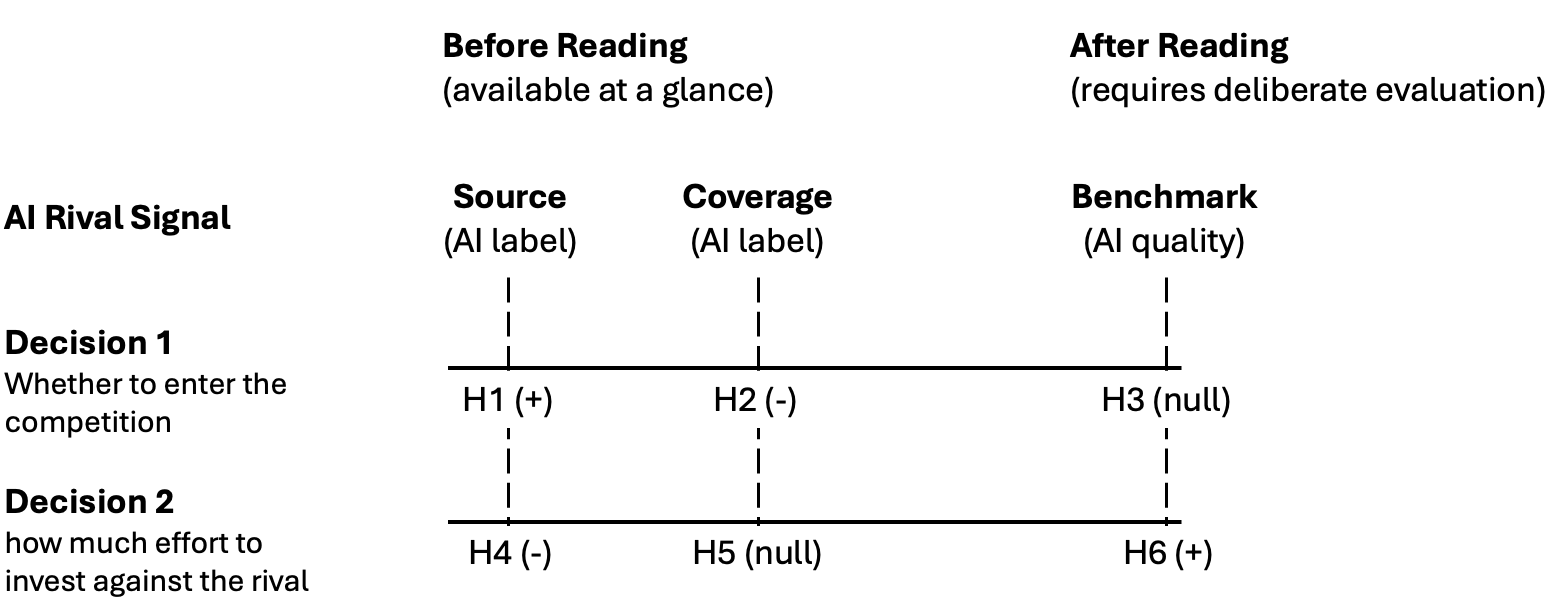 Before Reading
(available at a glance)
After Reading
(requires deliberate evaluation)
AI Rival Signal
Source
(AI label)
Coverage
(AI label)
Benchmark
(AI quality)
Decision 1
Whether to enter the
competition
H1 (+)
H2 (-)
H3 (null)
Decision 2
how much effort to
invest against the rival
H4 (-)
H5 (null)
H6 (+)